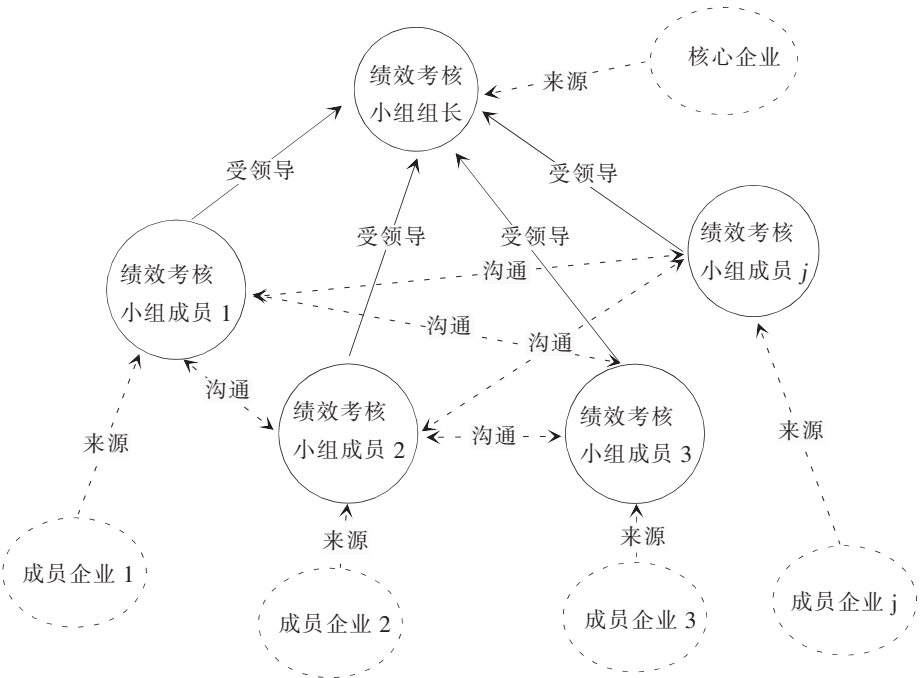 核心企业
绩效考核
小组组长
来源
受领导
受领导
受领导
受领导
绩效考核
小组成员 j
绩效考核
小组成员 1
沟通
沟通
沟通
沟通
沟通
绩效考核
小组成员 2
绩效考核
小组成员 3
来源
来源
来源
来源
成员企业 1
成员企业 2
成员企业 3
成员企业 j